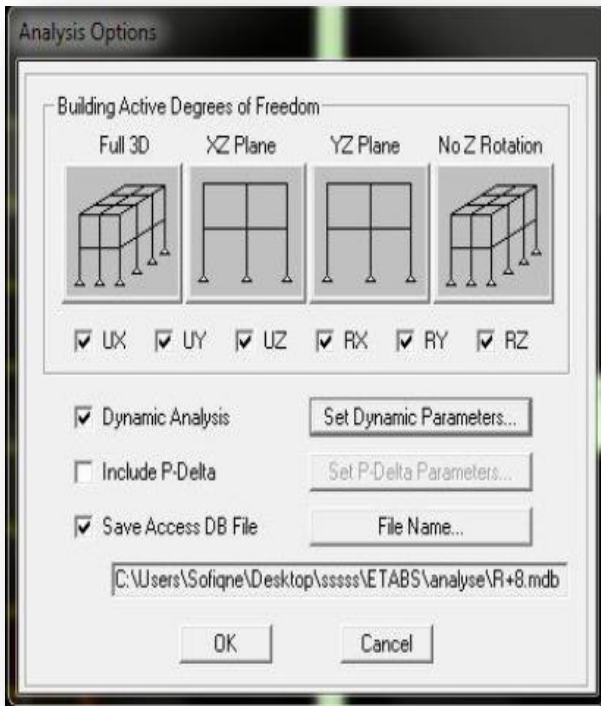 Analysis Options
Building Active Degrees of Freedom
Full 3D XZ Plane YZ Plane No Z Rotation
UX UY UZ RX RY RZ
Dynamic Analysis Set Dynamic Parameters...
Include P-Delta Set P-Delta Parameters...
Save Access DB File File Name...
C:\Users\Sofiqne\Desktop\sssss\ETABS\analyse\R+8.mdb
OK Cancel